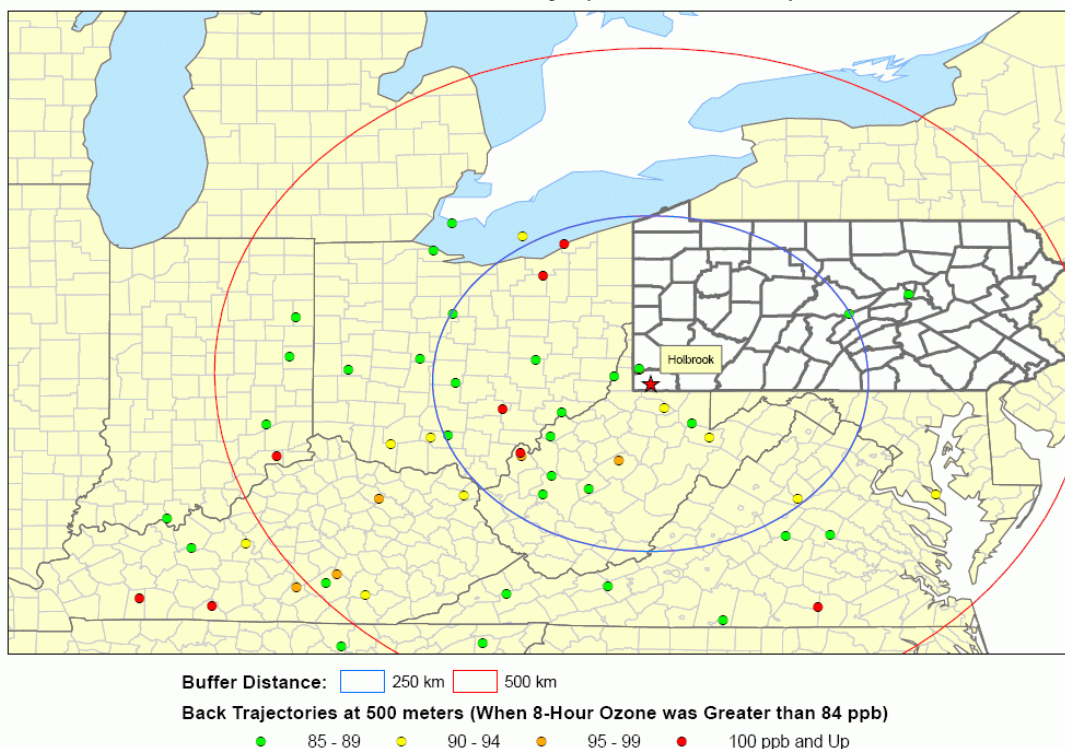 Holbrook
Buffer Distance: 250 km 500 km
Back Trajectories at 500 meters (When 8-Hour Ozone was Greater than 84 ppb)
85 - 89 90 - 94 95 - 99 100 ppb and Up